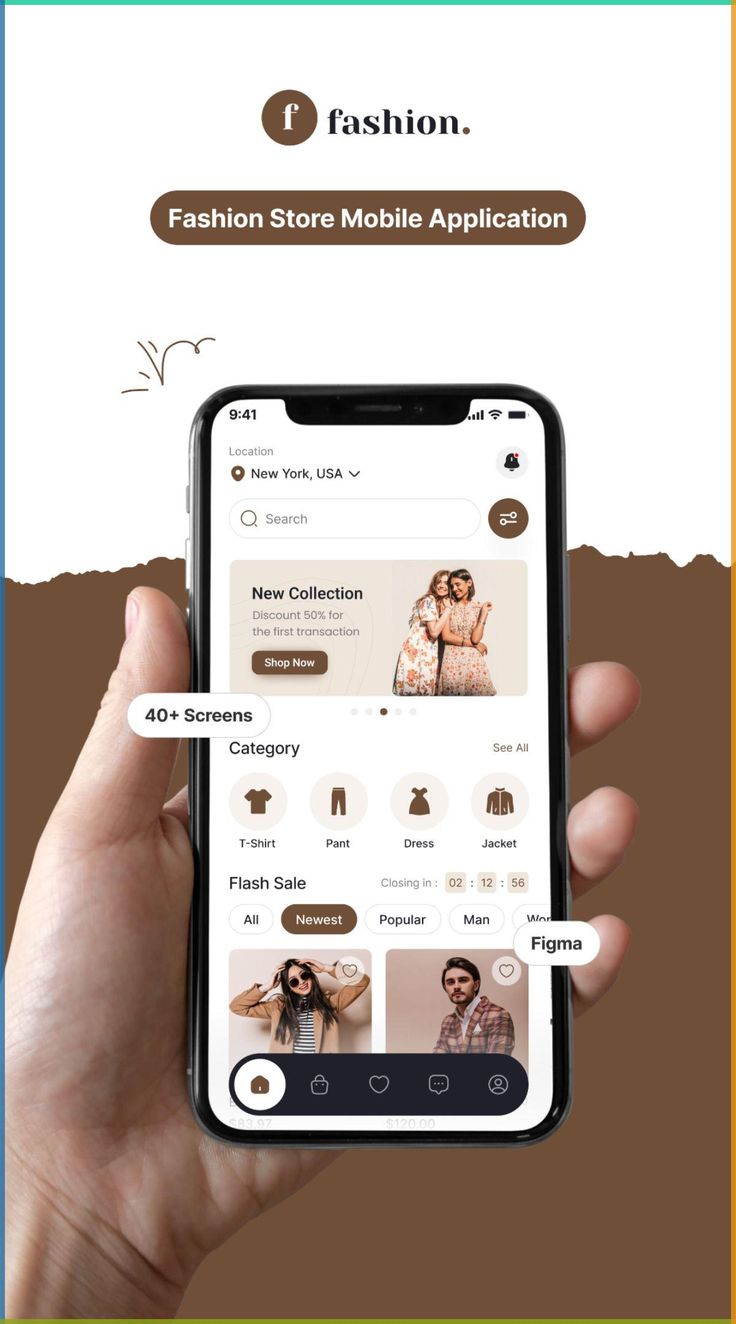 f fashion.
Fashion Store Mobile Application
9:41
Location
New York, USA
Search
New Collection
Discount 50% for
the first transaction
Shop Now
40+ Screens
Category
See All
T-Shirt
Pant
Dress
Jacket
Flash Sale
Closing in :
02 : 12 : 56
All
Newest
Popular
Man
Figma
$83.97
$120.00